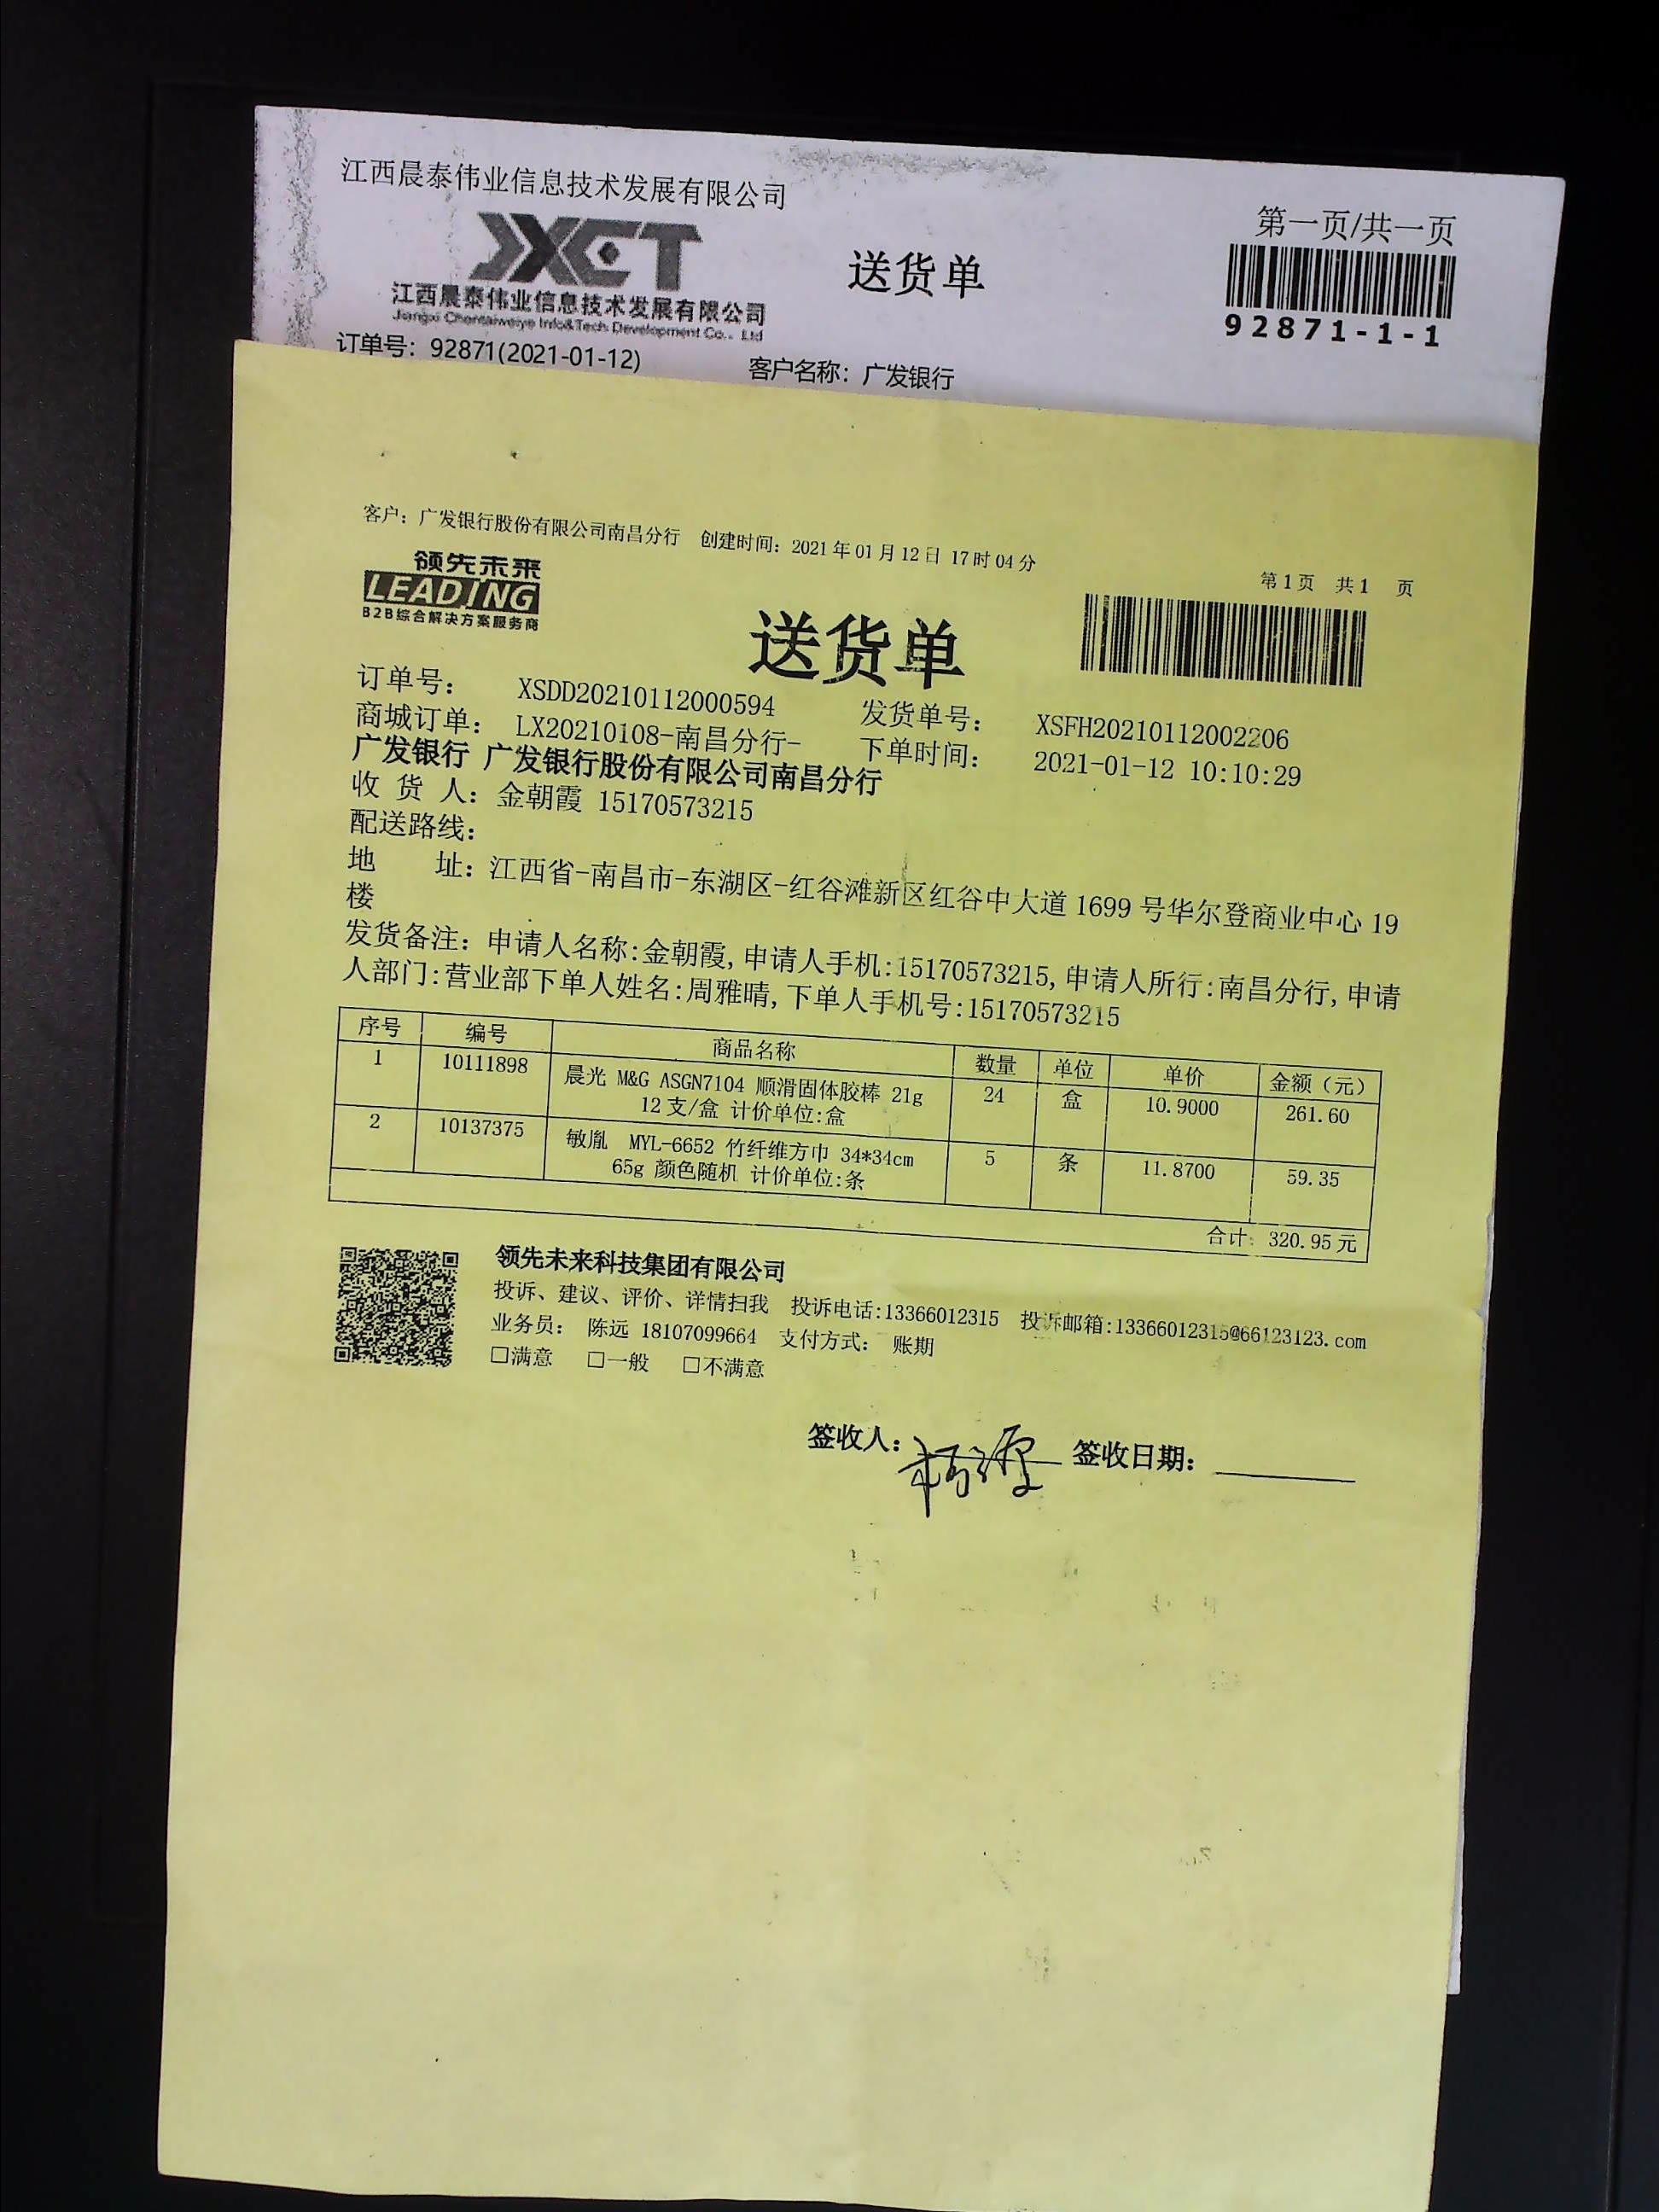 江西晨泰伟业信息技术发展有限公司
第一页/共一页
JXCT
送货单
江西晨泰伟业信息技术发展有限公司
Jiangxi Chentaiweiye Info&Tech Development Co., Ltd
92871-1-1
订单号：92871(2021-01-12) 客户名称：广发银行
客户：广发银行股份有限公司南昌分行 创建时间：2021年01月12日 17时04分
第1页 共1 页
领先未来
LEADING
B2B综合解决方案服务商
送货单
订单号： XSDD20210112000594 发货单号： XSFH20210112002206
商城订单： LX20210108-南昌分行- 下单时间： 2021-01-12 10:10:29
广发银行 广发银行股份有限公司南昌分行
收 货 人：金朝霞 15170573215
配送路线：
地 址：江西省-南昌市-东湖区-红谷滩新区红谷中大道1699号华尔登商业中心19
楼
发货备注：申请人名称:金朝霞,申请人手机:15170573215,申请人所行:南昌分行,申请
人部门:营业部下单人姓名:周雅晴,下单人手机号:15170573215
序号 编号 商品名称 数量 单位 单价 金额（元）
1 10111898 晨光 M&G ASGN7104 顺滑固体胶棒 21g 24 盒 10.9000 261.60
12支/盒 计价单位:盒
2 10137375 敏胤 MYL-6652 竹纤维方巾 34*34cm 5 条 11.8700 59.35
65g 颜色随机 计价单位:条
合计：320.95元
领先未来科技集团有限公司
投诉、建议、评价、详情扫我 投诉电话:13366012315 投诉邮箱:13366012315@66123123.com
业务员： 陈远 18107099664 支付方式： 账期
□满意 □一般 □不满意
签收人： 签收日期：